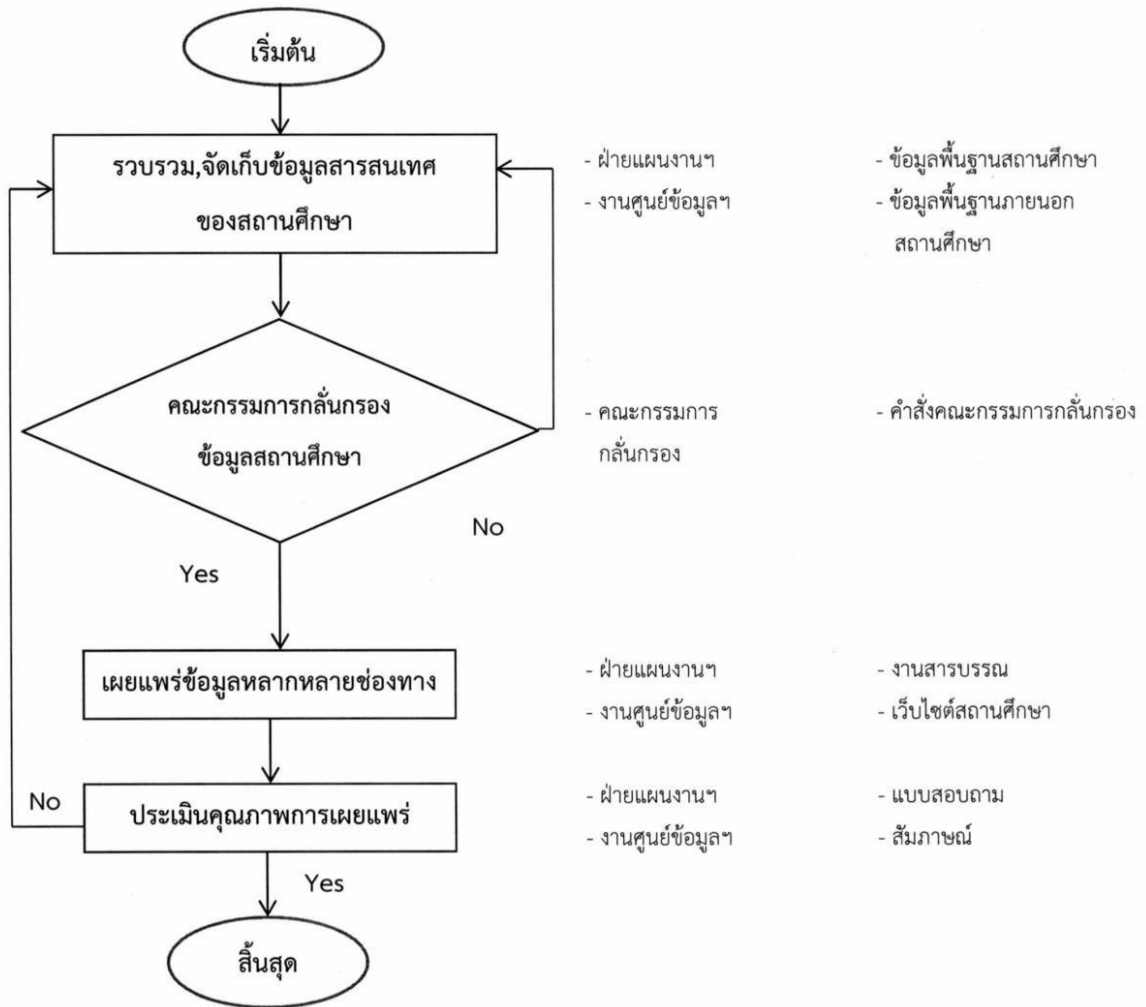 เริ่มต้น
รวบรวม,จัดเก็บข้อมูลสารสนเทศ
ของสถานศึกษา
- ฝ่ายแผนงานฯ
- งานศูนย์ข้อมูลฯ
- ข้อมูลพื้นฐานสถานศึกษา
- ข้อมูลพื้นฐานภายนอก
สถานศึกษา
คณะกรรมการกลั่นกรอง
ข้อมูลสถานศึกษา
- คณะกรรมการ
กลั่นกรอง
- คำสั่งคณะกรรมการกลั่นกรอง
No
Yes
เผยแพร่ข้อมูลหลากหลายช่องทาง
- ฝ่ายแผนงานฯ
- งานศูนย์ข้อมูลฯ
- งานสารบรรณ
- เว็บไซต์สถานศึกษา
No
ประเมินคุณภาพการเผยแพร่
- ฝ่ายแผนงานฯ
- งานศูนย์ข้อมูลฯ
- แบบสอบถาม
- สัมภาษณ์
Yes
สิ้นสุด